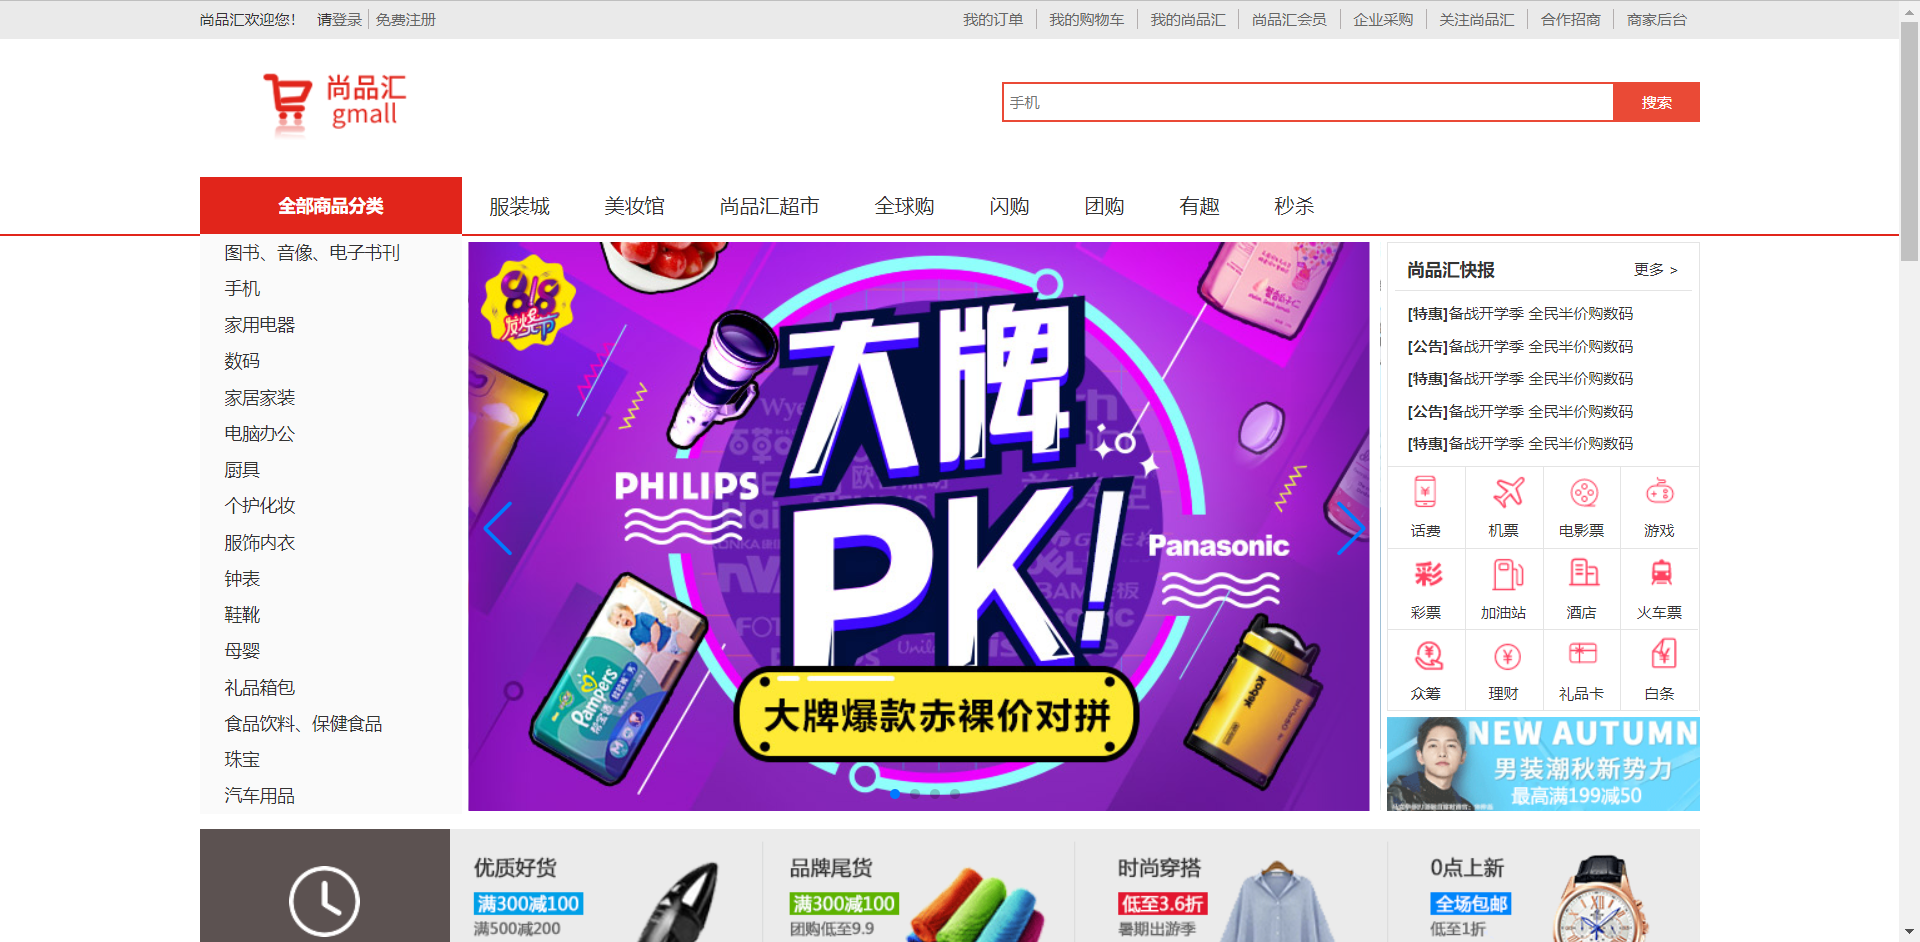 尚品汇欢迎您！ 请登录 免费注册
我的订单 我的购物车 我的尚品汇 尚品汇会员 企业采购 关注尚品汇 合作招商 商家后台
尚品汇
gmall
手机 搜索
全部商品分类 服装城 美妆馆 尚品汇超市 全球购 闪购 团购 有趣 秒杀
图书、音像、电子书刊
手机
家用电器
数码
家居家装
电脑办公
厨具
个护化妆
服饰内衣
钟表
鞋靴
母婴
礼品箱包
食品饮料、保健食品
珠宝
汽车用品
818
发烧节
大牌
PK!
PHILIPS
Panasonic
Pampers
Kodak
大牌爆款赤裸价对拼
尚品汇快报 更多 >
[特惠]备战开学季 全民半价购数码
[公告]备战开学季 全民半价购数码
[特惠]备战开学季 全民半价购数码
[公告]备战开学季 全民半价购数码
[特惠]备战开学季 全民半价购数码
话费 机票 电影票 游戏
彩
彩票 加油站 酒店 火车票
众筹 理财 礼品卡 白条
NEW AUTUMN
男装潮秋新势力
最高满199减50
优质好货
满300减100
满500减200
品牌尾货
满300减100
团购低至9.9
时尚穿搭
低至3.6折
暑期出游季
0点上新
全场包邮
低至1折